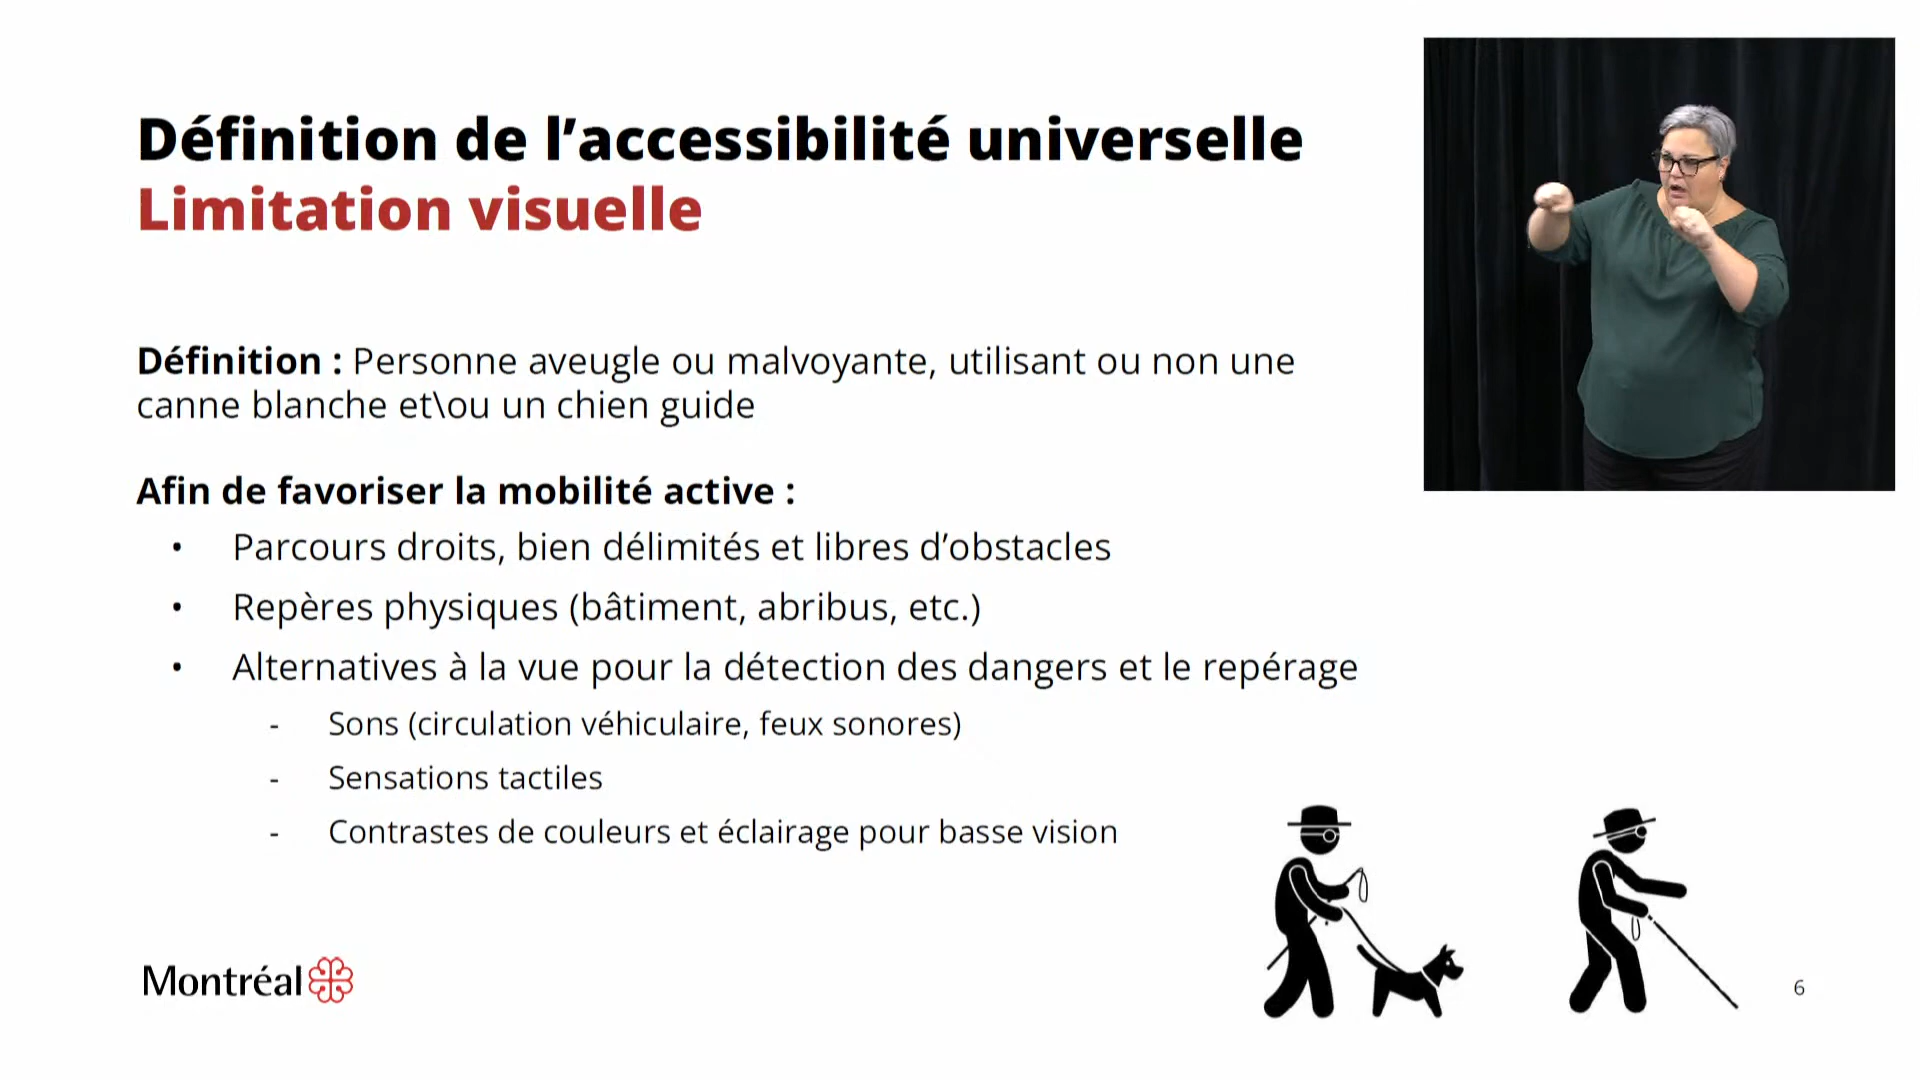 Définition de l’accessibilité universelle
Limitation visuelle
Définition : Personne aveugle ou malvoyante, utilisant ou non une
canne blanche et\ou un chien guide
Afin de favoriser la mobilité active :
• Parcours droits, bien délimités et libres d’obstacles
• Repères physiques (bâtiment, abribus, etc.)
• Alternatives à la vue pour la détection des dangers et le repérage
- Sons (circulation véhiculaire, feux sonores)
- Sensations tactiles
- Contrastes de couleurs et éclairage pour basse vision
Montréal
6